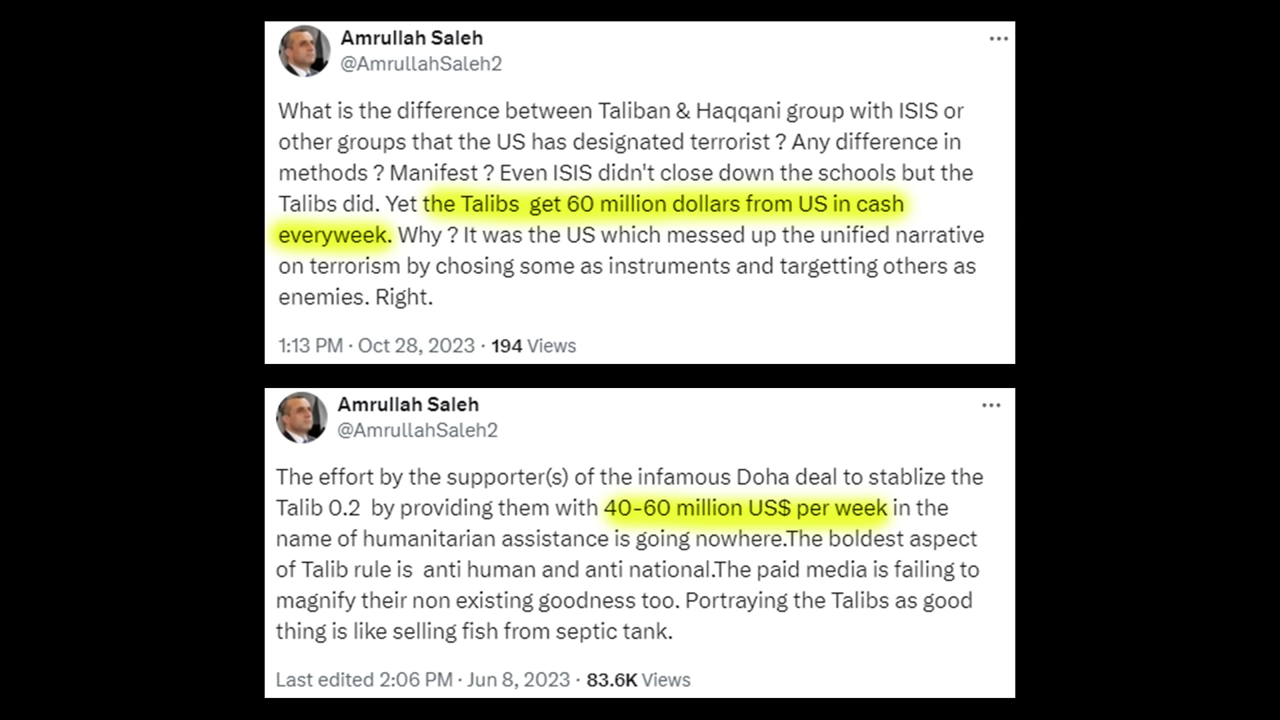 Amrullah Saleh
@AmrullahSaleh2
What is the difference between Taliban & Haqqani group with ISIS or
other groups that the US has designated terrorist ? Any difference in
methods ? Manifest ? Even ISIS didn't close down the schools but the
Talibs did. Yet the Talibs  get 60 million dollars from US in cash
everyweek. Why ? It was the US which messed up the unified narrative
on terrorism by chosing some as instruments and targetting others as
enemies. Right.
1:13 PM · Oct 28, 2023 · 194 Views
Amrullah Saleh
@AmrullahSaleh2
The effort by the supporter(s) of the infamous Doha deal to stablize the
Talib 0.2  by providing them with 40-60 million US$ per week in the
name of humanitarian assistance is going nowhere.The boldest aspect
of Talib rule is  anti human and anti national.The paid media is failing to
magnify their non existing goodness too. Portraying the Talibs as good
thing is like selling fish from septic tank.
Last edited 2:06 PM · Jun 8, 2023 · 83.6K Views